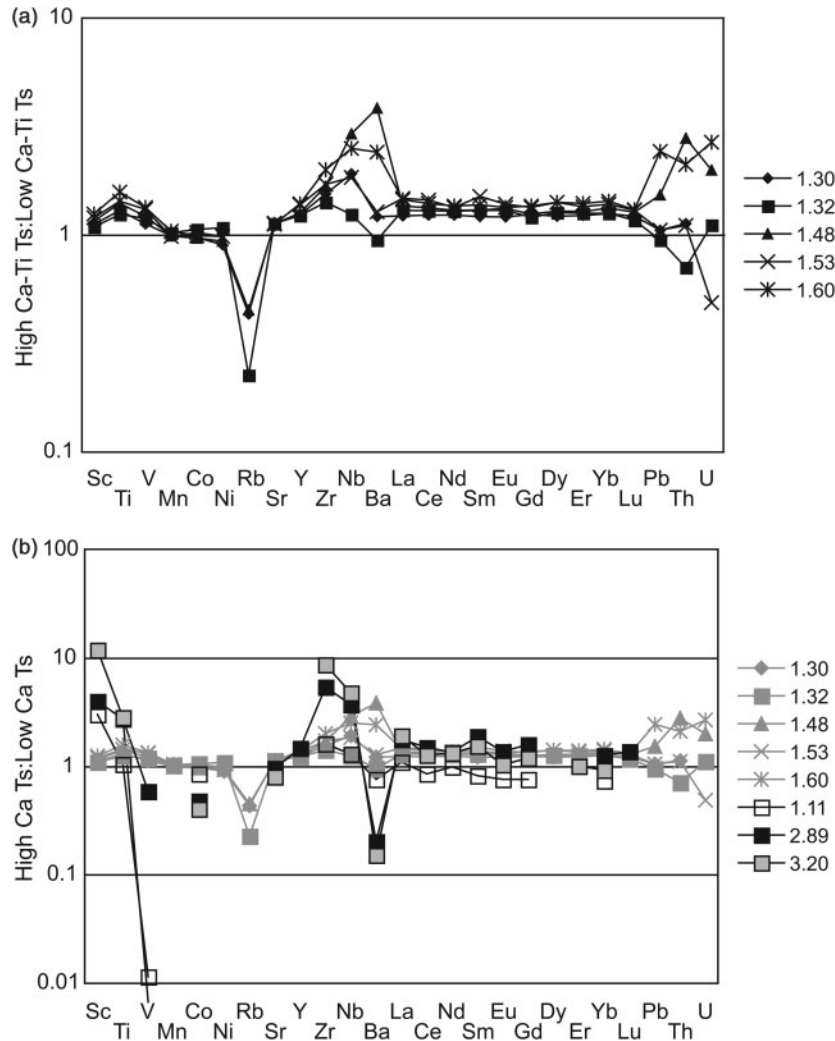 (a)
10
1
0.1
High Ca-Ti Ts:Low Ca-Ti Ts
Sc V Co Rb Y Nb La Nd Eu Dy Yb Pb U
Ti Mn Ni Sr Zr Ba Ce Sm Gd Er Lu Th
1.30
1.32
1.48
1.53
1.60
(b)
100
10
1
0.1
0.01
High Ca Ts:Low Ca Ts
Sc V Co Rb Y Nb La Nd Eu Dy Yb Pb U
Ti Mn Ni Sr Zr Ba Ce Sm Gd Er Lu Th
1.30
1.32
1.48
1.53
1.60
1.11
2.89
3.20